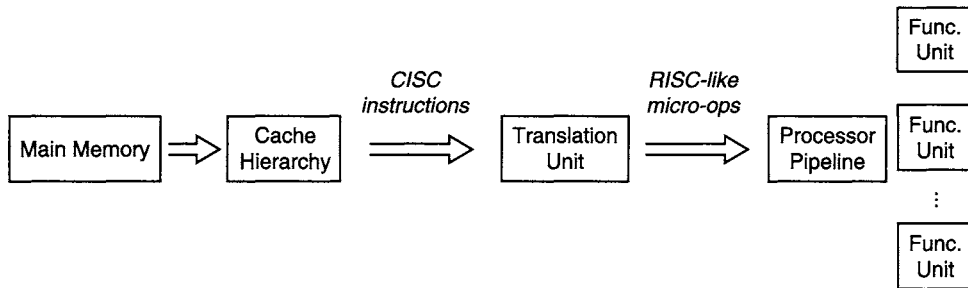 CISC
instructions
RISC-like
micro-ops
Main Memory
Cache
Hierarchy
Translation
Unit
Processor
Pipeline
Func.
Unit
Func.
Unit
⋮
Func.
Unit